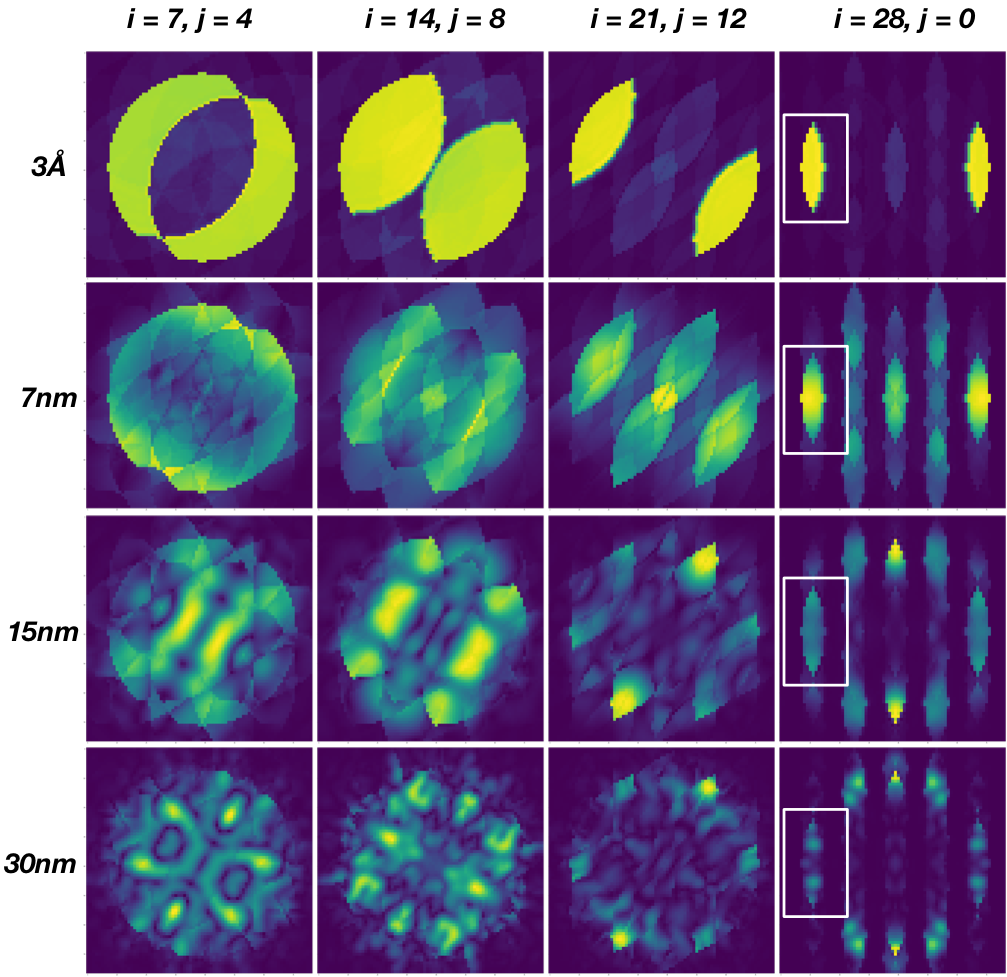 i = 7, j = 4 i = 14, j = 8 i = 21, j = 12 i = 28, j = 0
3Å
7nm
15nm
30nm